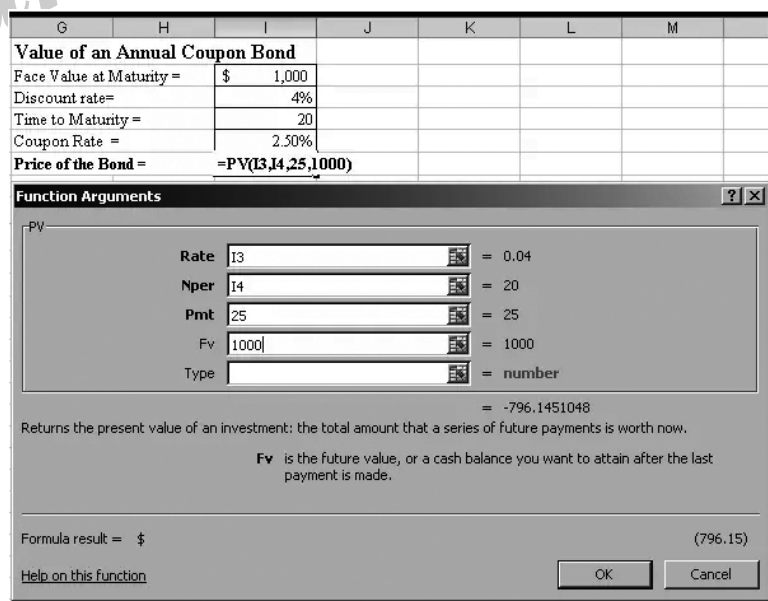 G H I J K L M
Value of an Annual Coupon Bond
Face Value at Maturity = $ 1,000
Discount rate= 4%
Time to Maturity = 20
Coupon Rate = 2.50%
Price of the Bond = =PV(I3,I4,25,1000)
Function Arguments ? X
PV
Rate I3 = 0.04
Nper I4 = 20
Pmt 25 = 25
Fv 1000 = 1000
Type = number
= -796.1451048
Returns the present value of an investment: the total amount that a series of future payments is worth now.
Fv is the future value, or a cash balance you want to attain after the last
payment is made.
Formula result = $ (796.15)
Help on this function OK Cancel